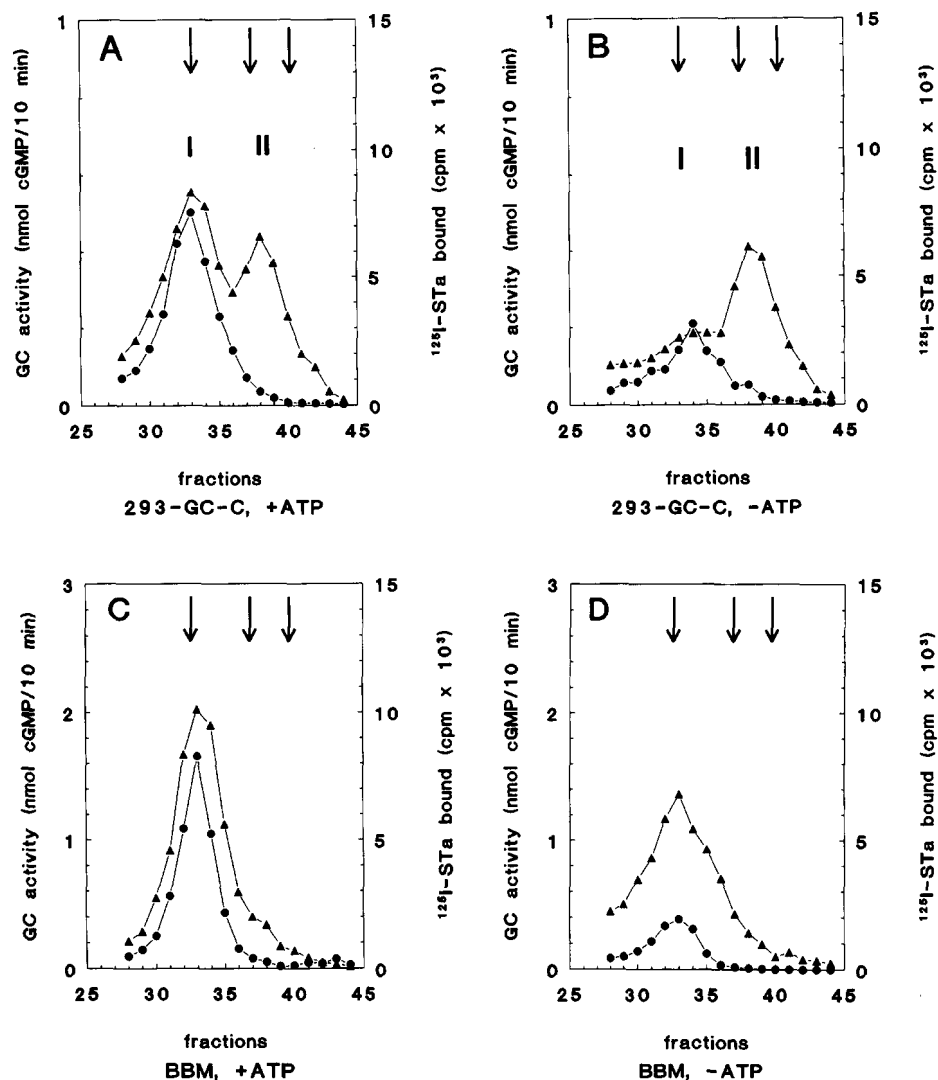 A
GC activity (nmol cGMP/10 min)
1
0
15
10
5
0
¹²⁵I-STa bound (cpm x 10³)
I
II
25 30 35 40 45
fractions
293-GC-C, +ATP
B
GC activity (nmol cGMP/10 min)
1
0
15
10
5
0
¹²⁵I-STa bound (cpm x 10³)
I
II
25 30 35 40 45
fractions
293-GC-C, -ATP
C
GC activity (nmol cGMP/10 min)
3
2
1
0
15
10
5
0
¹²⁵I-STa bound (cpm x 10³)
25 30 35 40 45
fractions
BBM, +ATP
D
GC activity (nmol cGMP/10 min)
3
2
1
0
15
10
5
0
¹²⁵I-STa bound (cpm x 10³)
25 30 35 40 45
fractions
BBM, -ATP